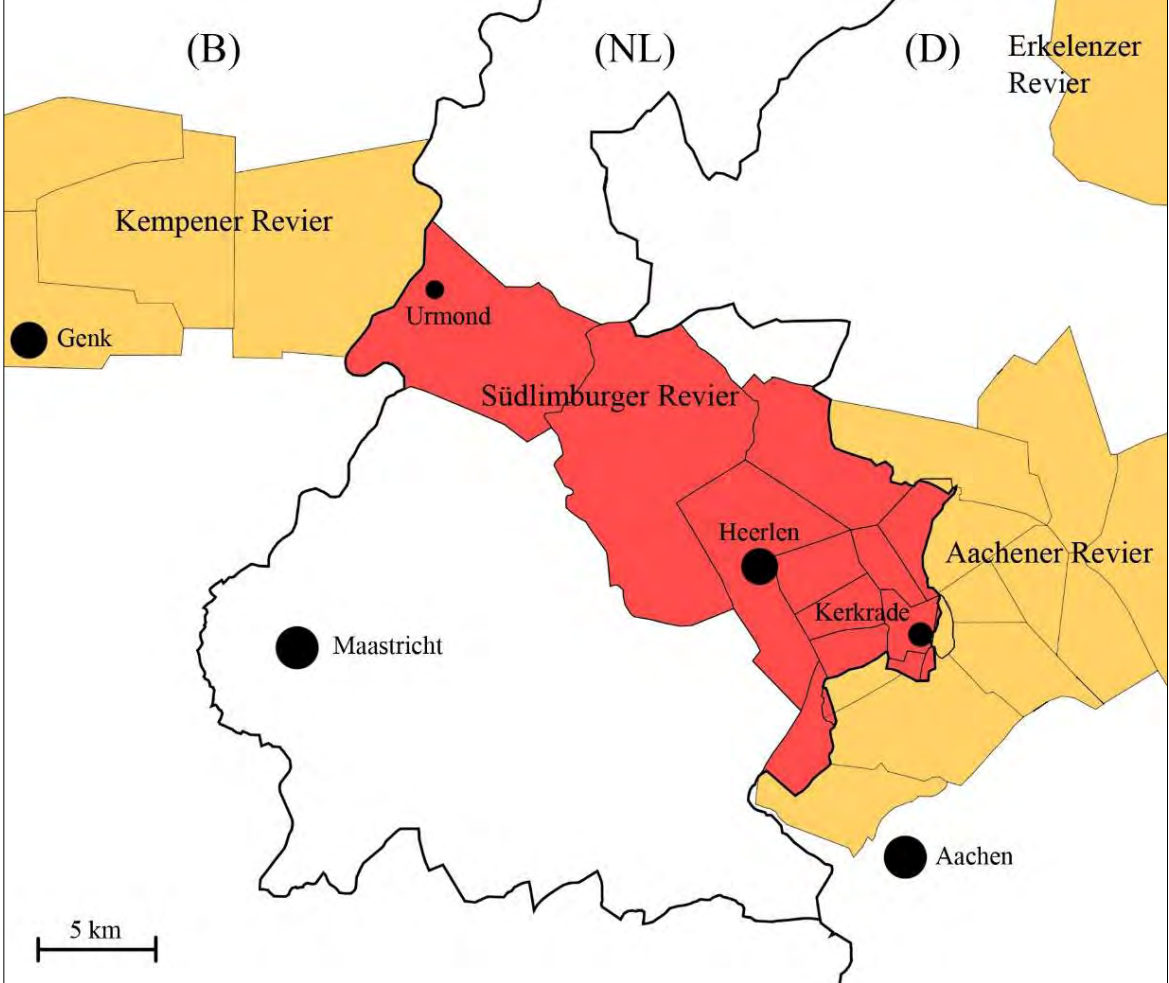 (B)
(NL)
(D)
Erkelenzer
Revier
Kempener Revier
Urmond
Genk
Südlimburger Revier
Heerlen
Aachener Revier
Kerkrade
Maastricht
Aachen
5 km